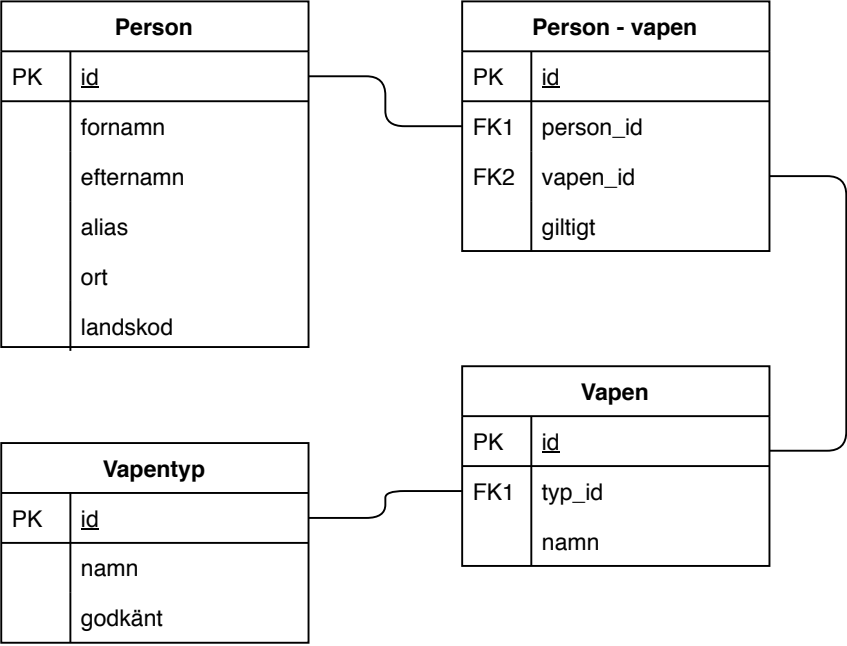 Person
PK id
fornamn
efternamn
alias
ort
landskod
Person - vapen
PK id
FK1 person_id
FK2 vapen_id
giltigt
Vapentyp
PK id
namn
godkänt
Vapen
PK id
FK1 typ_id
namn